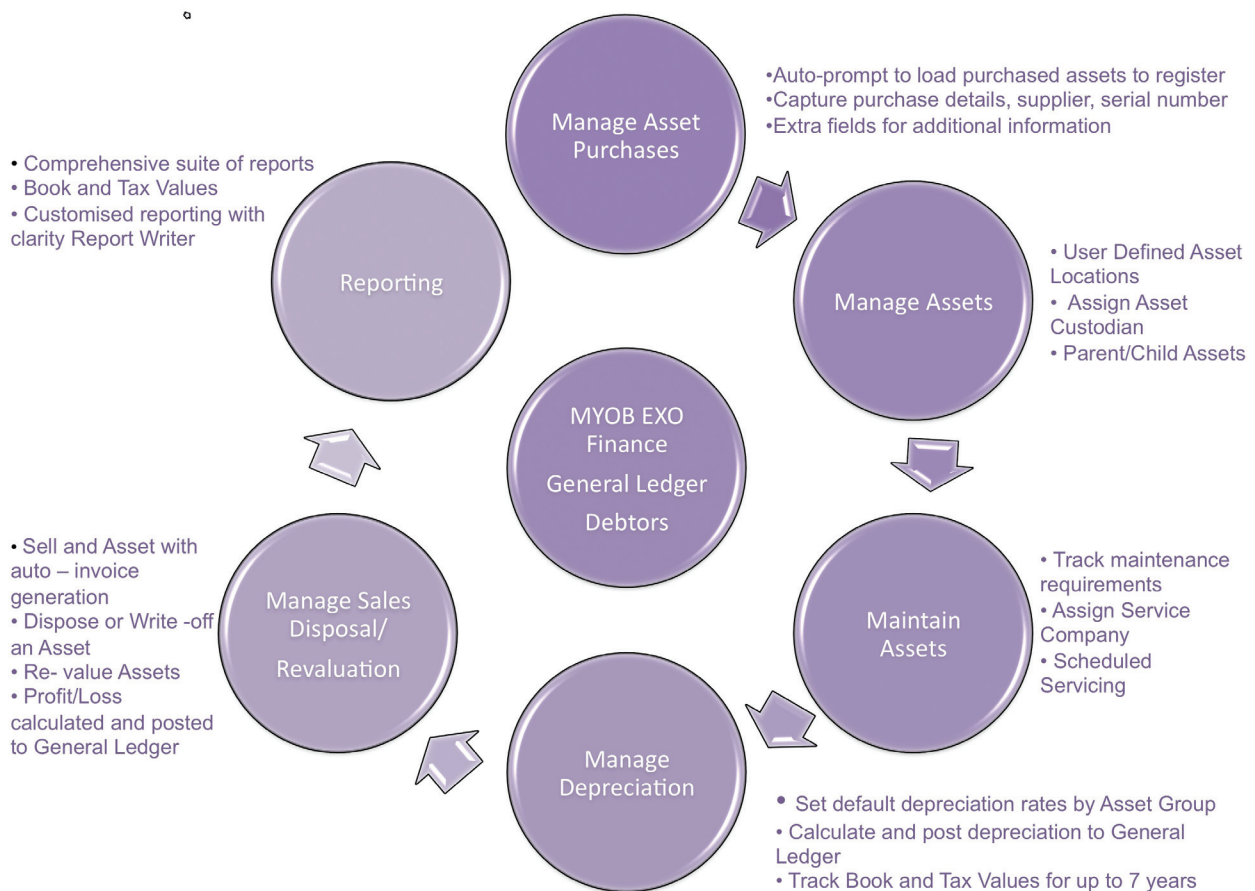 Manage Asset
Purchases
•Auto-prompt to load purchased assets to register
•Capture purchase details, supplier, serial number
•Extra fields for additional information
Manage Assets
• User Defined Asset
Locations
• Assign Asset
Custodian
• Parent/Child Assets
Maintain
Assets
• Track maintenance
requirements
• Assign Service
Company
• Scheduled
Servicing
Manage
Depreciation
• Set default depreciation rates by Asset Group
• Calculate and post depreciation to General
Ledger
• Track Book and Tax Values for up to 7 years
Manage Sales
Disposal/
Revaluation
• Sell and Asset with
auto – invoice
generation
• Dispose or Write -off
an Asset
• Re- value Assets
• Profit/Loss
calculated and posted
to General Ledger
Reporting
• Comprehensive suite of reports
• Book and Tax Values
• Customised reporting with
clarity Report Writer
MYOB EXO
Finance
General Ledger
Debtors